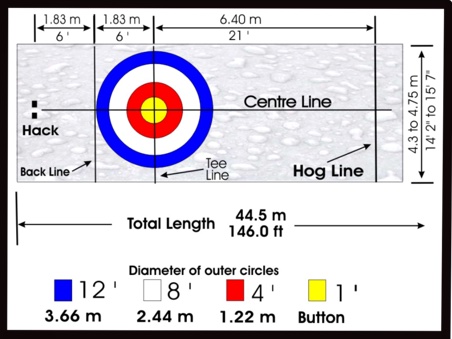 1.83 m 1.83 m 6.40 m
6 ' 6 ' 21 '
4.3 to 4.75 m
14' 2" to 15' 7"
Centre Line
Hack
Back Line
Tee
Line
Hog Line
Total Length 44.5 m
146.0 ft
Diameter of outer circles
12 ' 8 ' 4 ' 1 '
3.66 m 2.44 m 1.22 m Button